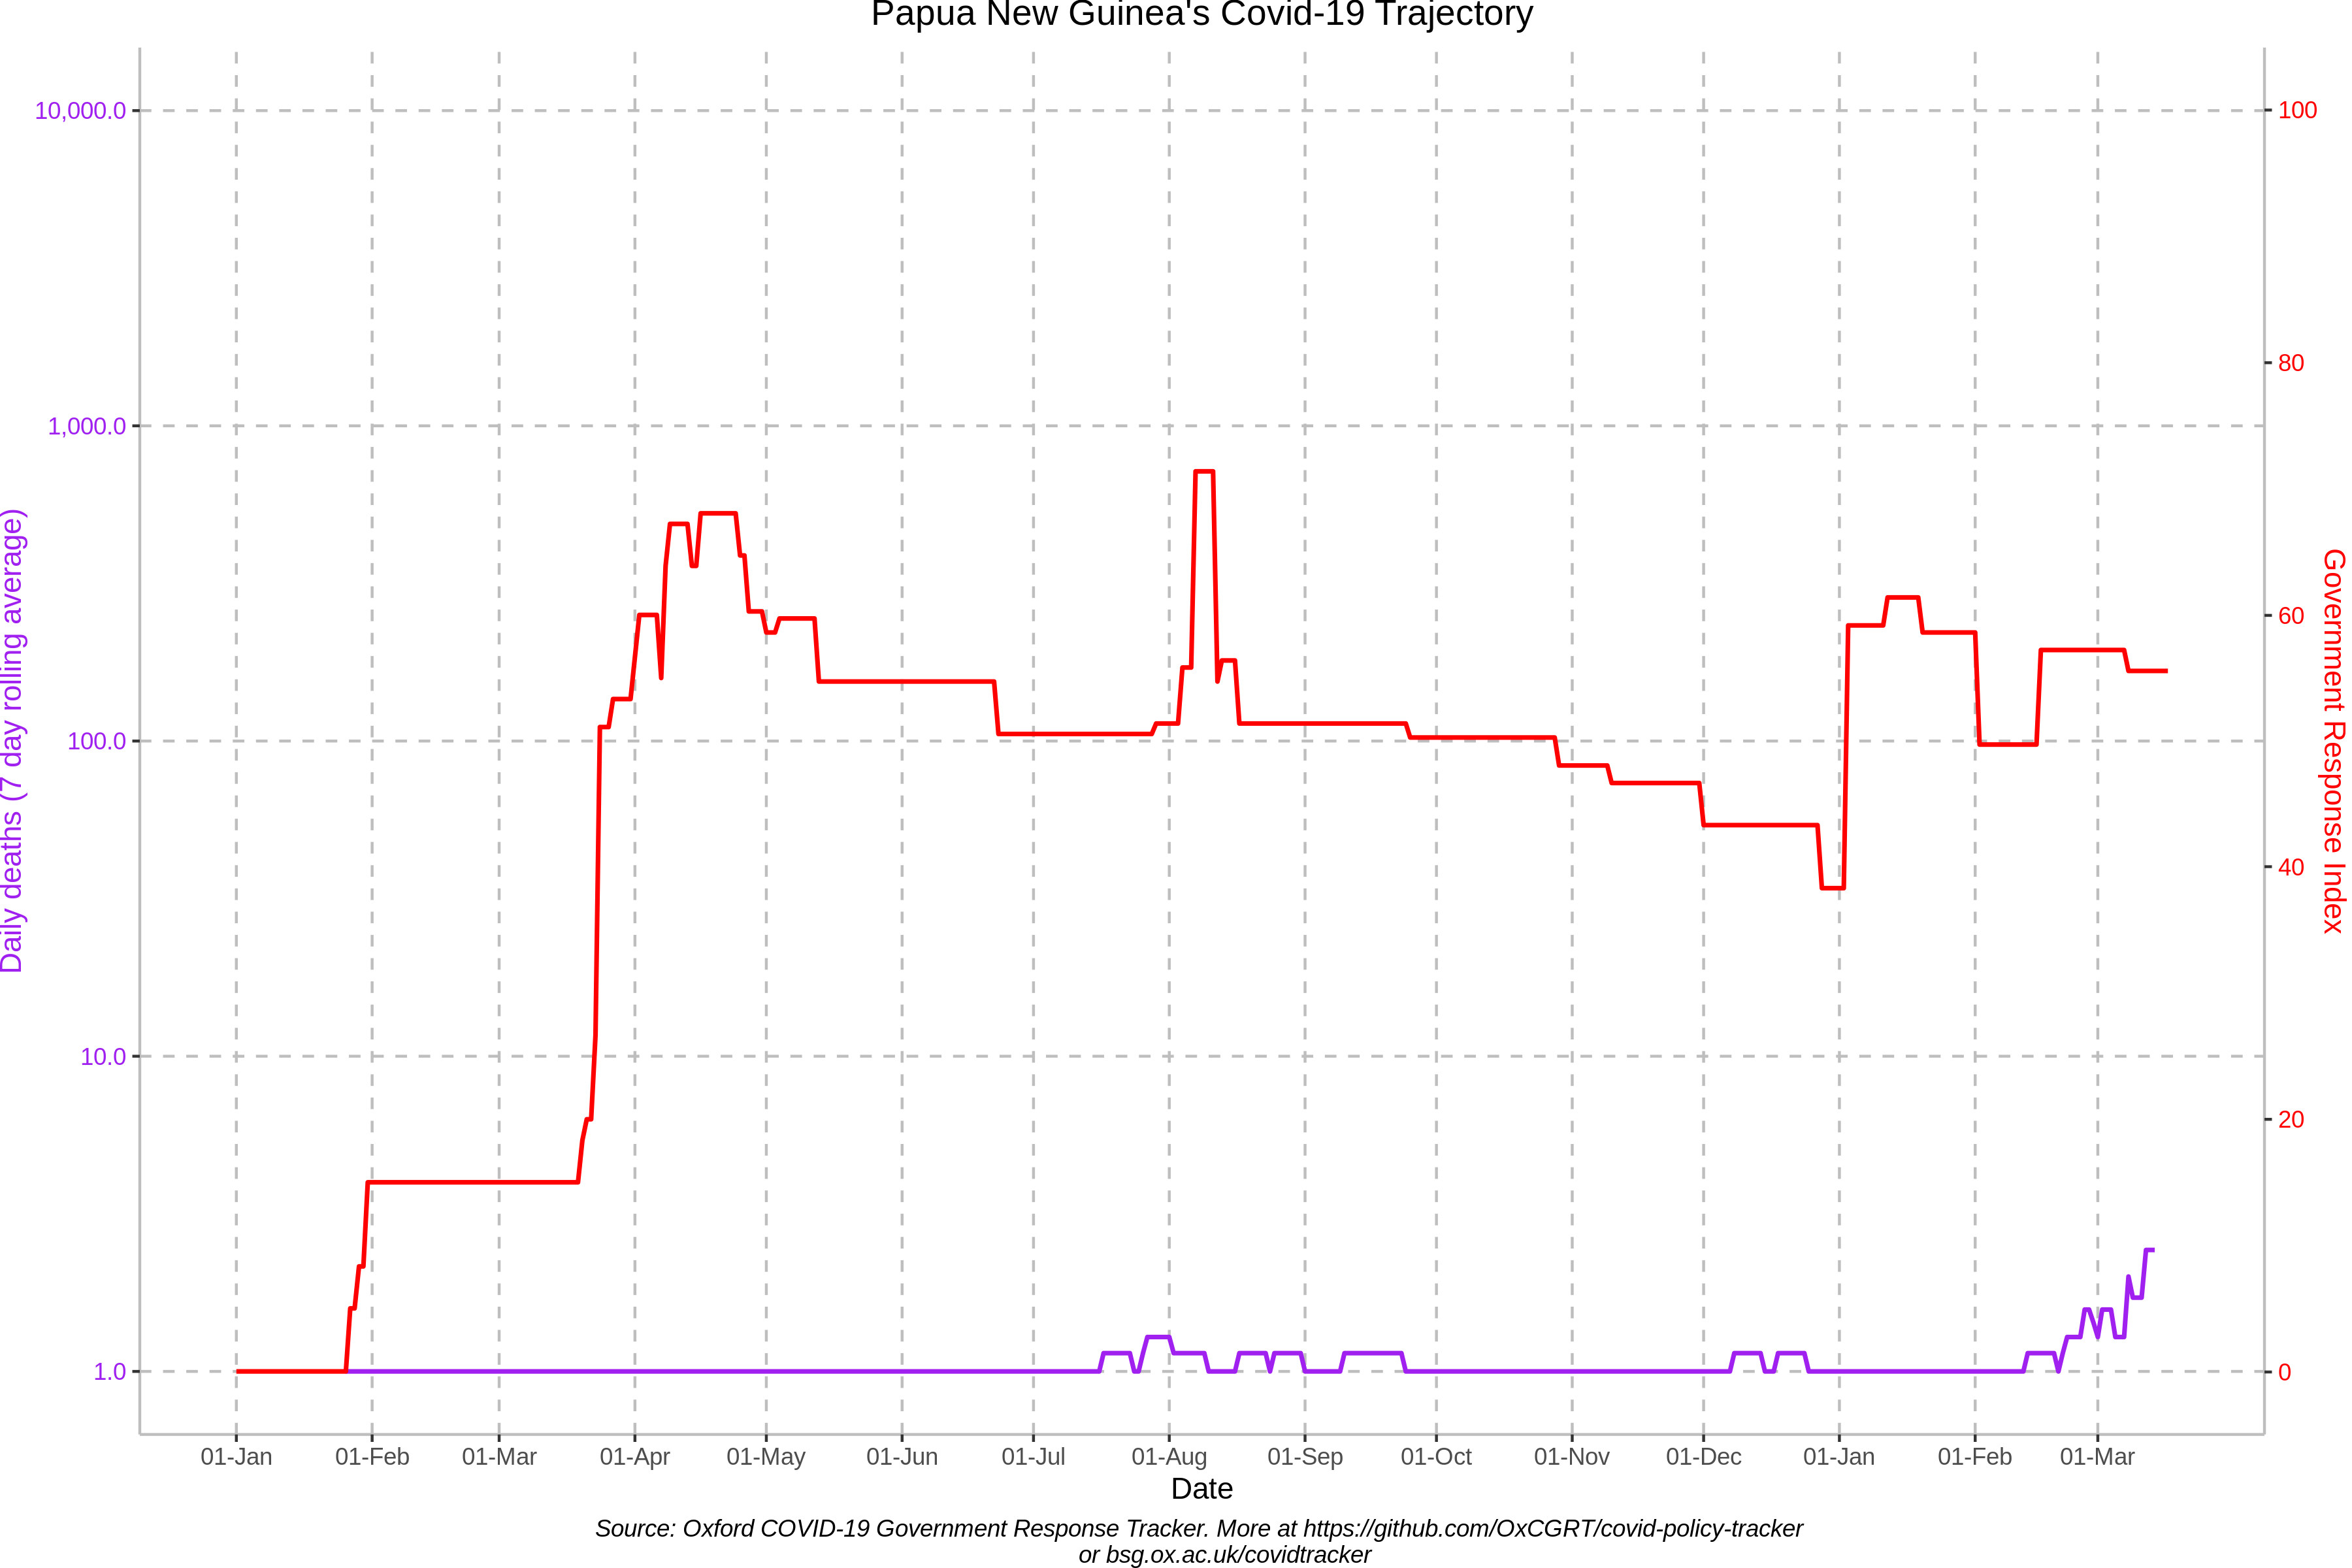 Papua New Guinea's Covid-19 Trajectory
10,000.0
1,000.0
100.0
10.0
1.0
Daily deaths (7 day rolling average)
100
80
60
40
20
0
Government Response Index
01-Jan 01-Feb 01-Mar 01-Apr 01-May 01-Jun 01-Jul 01-Aug 01-Sep 01-Oct 01-Nov 01-Dec 01-Jan 01-Feb 01-Mar
Date
Source: Oxford COVID-19 Government Response Tracker. More at https://github.com/OxCGRT/covid-policy-tracker
or bsg.ox.ac.uk/covidtracker